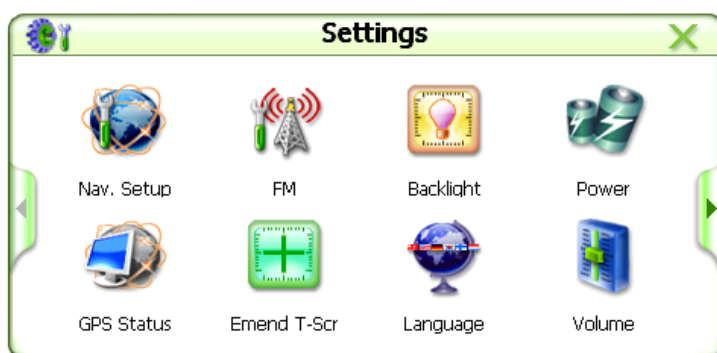 Settings
Nav. Setup FM Backlight Power
GPS Status Emend T-Scr Language Volume